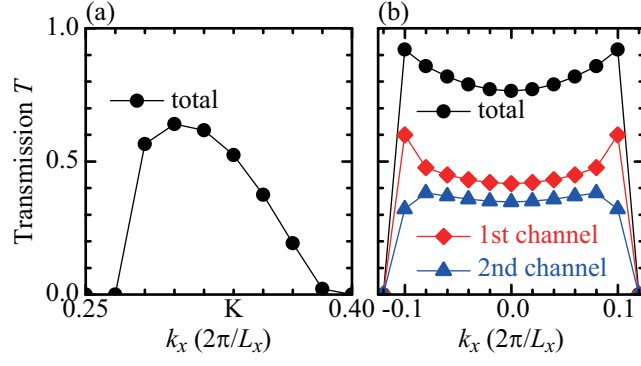 (a)
(b)
Transmission T
1.0
0.5
0.0
total
total
1st channel
2nd channel
0.25
K
0.40
-0.1
0.0
0.1
k_x (2π/L_x)
k_x (2π/L_x)